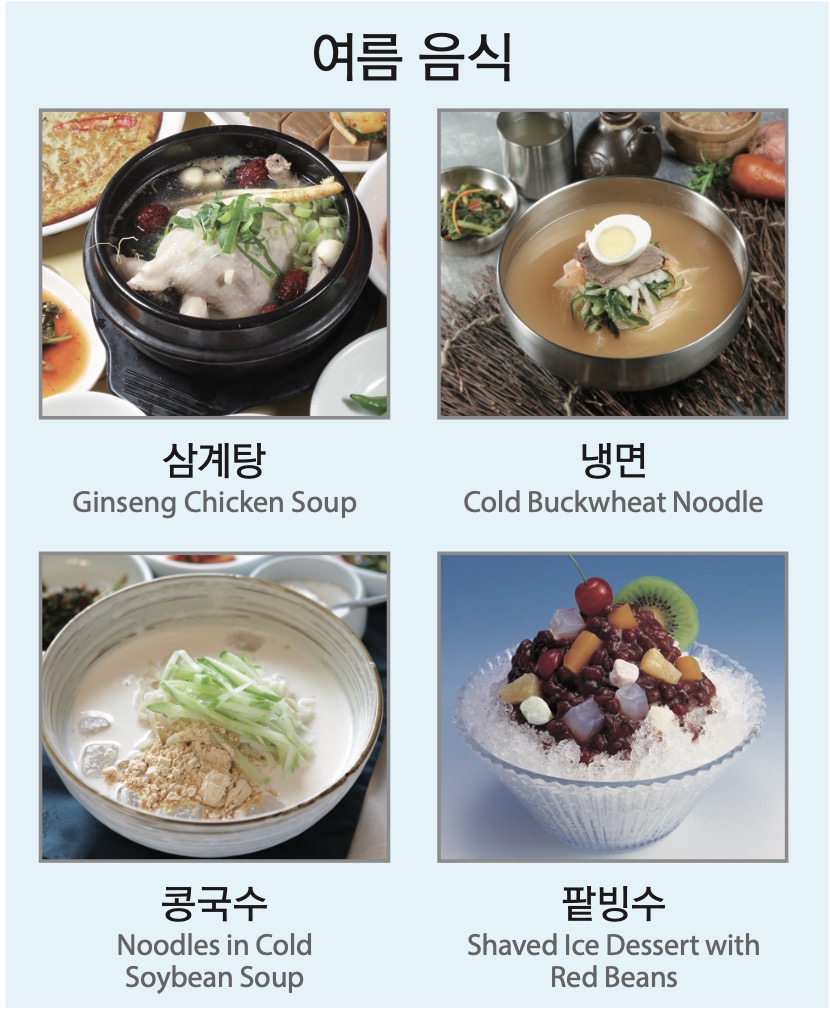 여름 음식
삼계탕
Ginseng Chicken Soup
냉면
Cold Buckwheat Noodle
콩국수
Noodles in Cold
Soybean Soup
팥빙수
Shaved Ice Dessert with
Red Beans